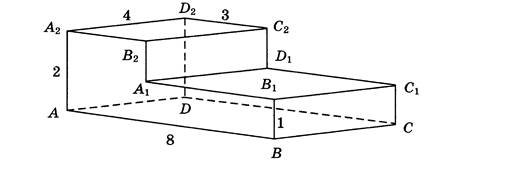 4 D₂ 3
A₂ C₂
B₂ D₁
2
A₁ B₁ C₁
A D 1 C
8 B